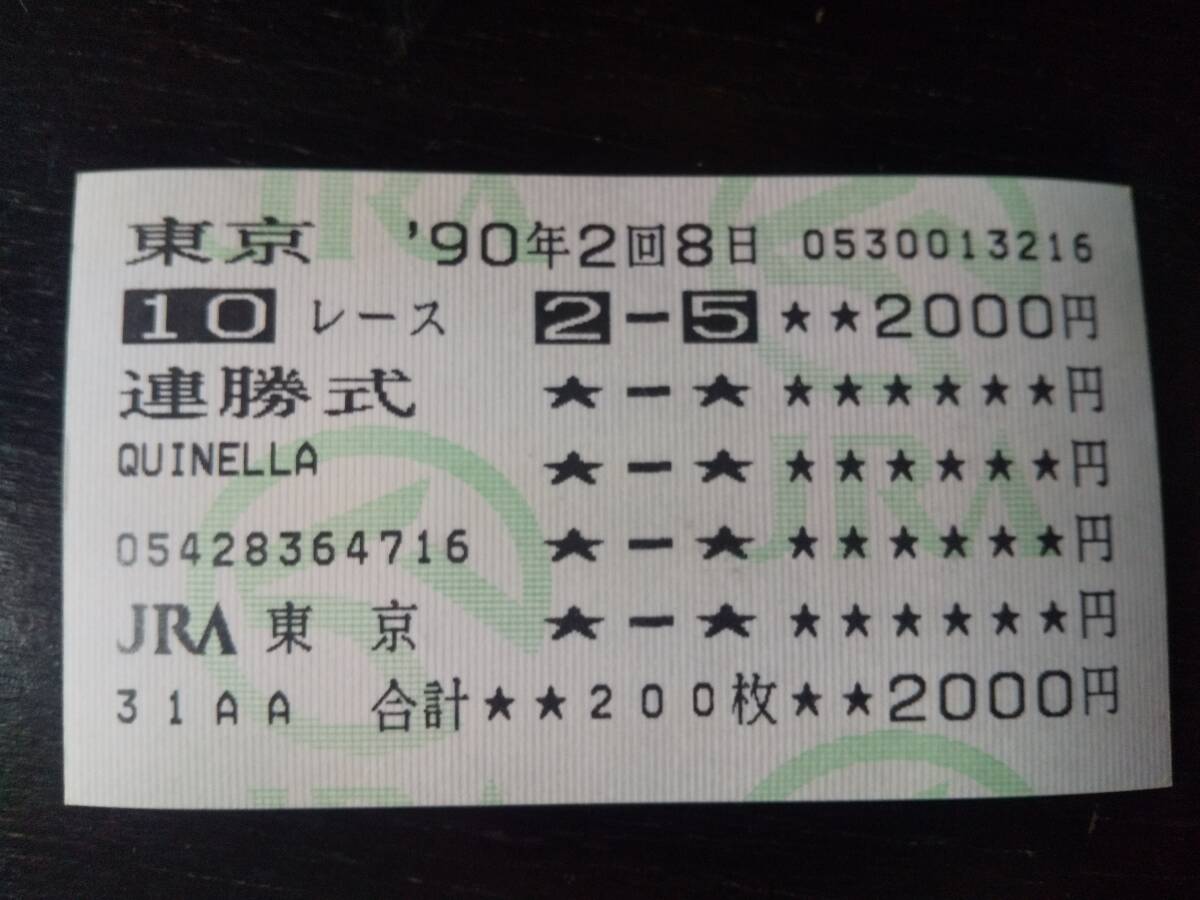 東京 '90年2回8日 0530013216
10 レース 2-5 ★★2000円
連勝式 ★-★ ★★★★★★円
QUINELLA ★-★ ★★★★★★円
05428364716 ★-★ ★★★★★★円
JRA 東京 ★-★ ★★★★★★円
31AA 合計★★200枚★★2000円